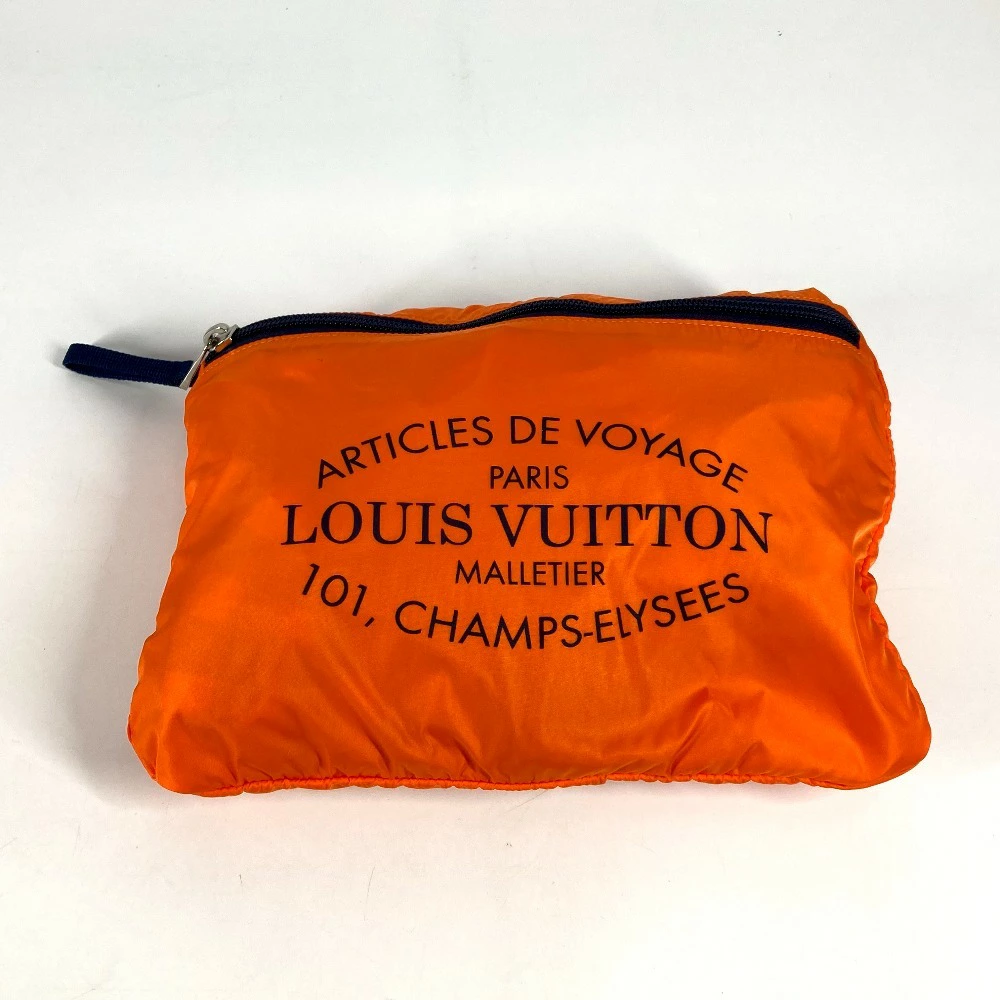 ARTICLES DE VOYAGE
PARIS
LOUIS VUITTON
MALLETIER
101, CHAMPS-ELYSEES